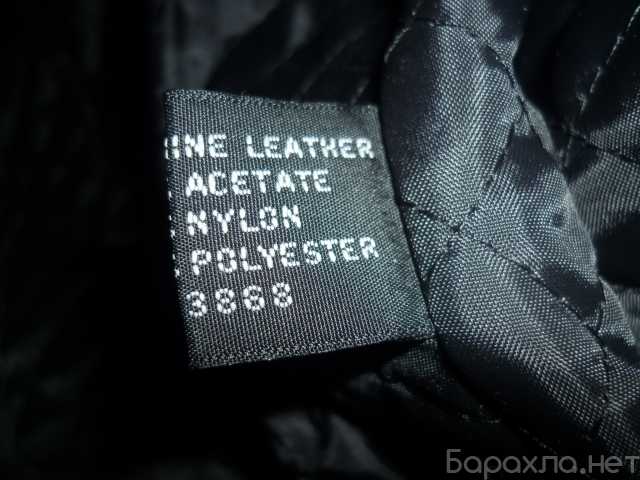 INE LEATHER
ACETATE
NYLON
POLYESTER
3868
Барахла.нет